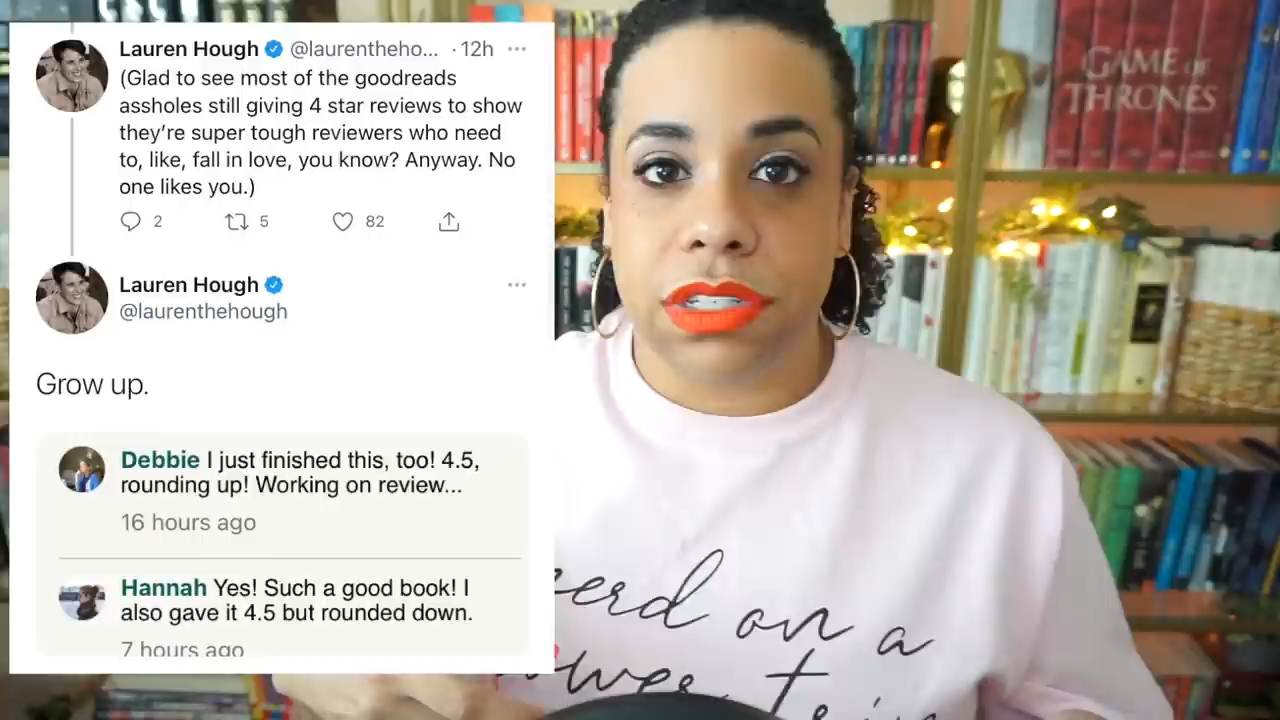 Lauren Hough @laurentheho... · 12h ...
(Glad to see most of the goodreads
assholes still giving 4 star reviews to show
they're super tough reviewers who need
to, like, fall in love, you know? Anyway. No
one likes you.)
2 5 82
Lauren Hough ...
@laurenthehough
Grow up.
Debbie I just finished this, too! 4.5,
rounding up! Working on review...
16 hours ago
Hannah Yes! Such a good book! I
also gave it 4.5 but rounded down.
7 hours ago
GAME OF
THRONES
nerd on a
power trip